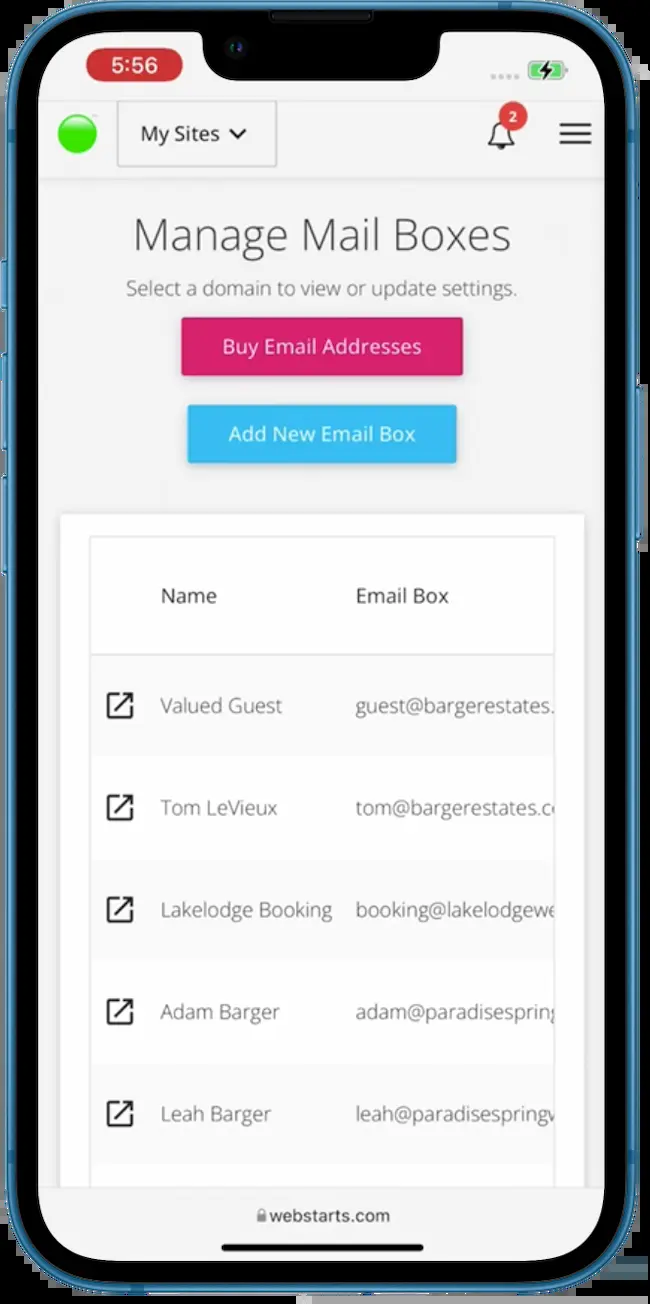 5:56
My Sites
2
Manage Mail Boxes
Select a domain to view or update settings.
Buy Email Addresses
Add New Email Box
Name Email Box
Valued Guest guest@bargerestates.
Tom LeVieux tom@bargerestates.c
Lakelodge Booking booking@lakelodgewe
Adam Barger adam@paradisespring
Leah Barger leah@paradisespringw
webstarts.com